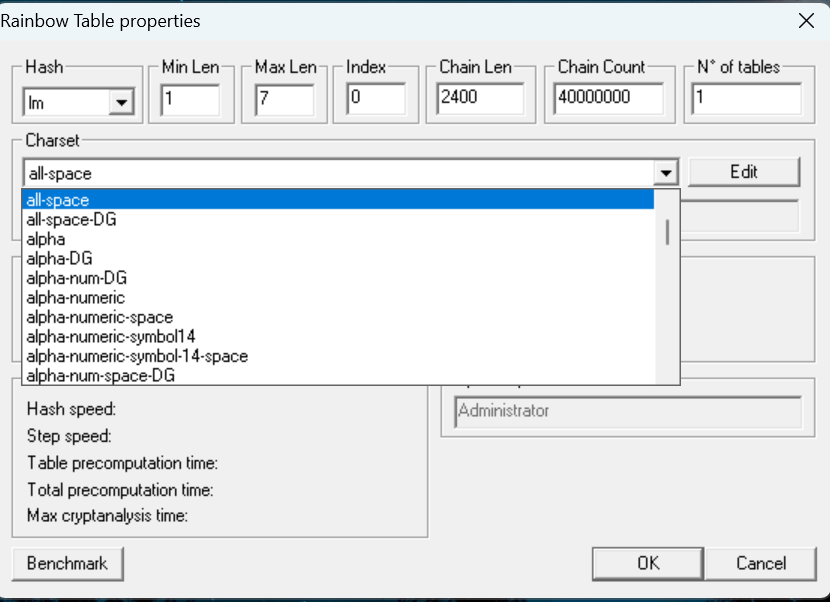 Rainbow Table properties
Hash Min Len Max Len Index Chain Len Chain Count N° of tables
lm 1 7 0 2400 40000000 1
Charset
all-space Edit
all-space
all-space-DG
alpha
alpha-DG
alpha-num-DG
alpha-numeric
alpha-numeric-space
alpha-numeric-symbol14
alpha-numeric-symbol-14-space
alpha-num-space-DG
Hash speed:
Administrator
Step speed:
Table precomputation time:
Total precomputation time:
Max cryptanalysis time:
Benchmark OK Cancel